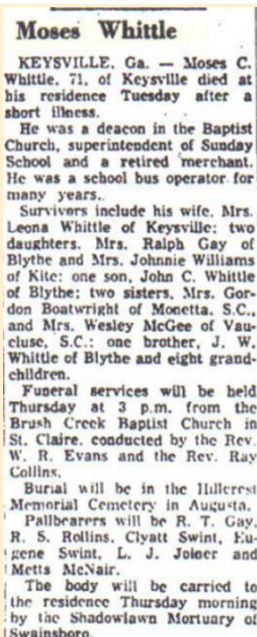 Moses Whittle
KEYSVILLE, Ga. — Moses C.
Whittle, 71, of Keysville died at
his residence Tuesday after a
short illness.
He was a deacon in the Baptist
Church, superintendent of Sunday
School and a retired merchant.
He was a school bus operator for
many years.
Survivors include his wife, Mrs.
Leona Whittle of Keysville; two
daughters, Mrs. Ralph Gay of
Blythe and Mrs. Johnnie Williams
of Kite; one son, John C. Whittle
of Blythe; two sisters, Mrs. Gor-
don Boatwright of Monetta, S.C.,
and Mrs. Wesley McGee of Vau-
cluse, S.C.; one brother, J. W.
Whittle of Blythe and eight grand-
children.
Funeral services will be held
Thursday at 3 p.m. from the
Brush Creek Baptist Church in
St. Claire, conducted by the Rev.
W. R. Evans and the Rev. Ray
Collins.
Burial will be in the Hillcrest
Memorial Cemetery in Augusta.
Pallbearers will be R. T. Gay,
R. S. Rollins, Clyatt Swint, Eu-
gene Swint, L. J. Joiner and
Metts McNair.
The body will be carried to
the residence Thursday morning
by the Shadowlawn Mortuary of
Swainsboro.